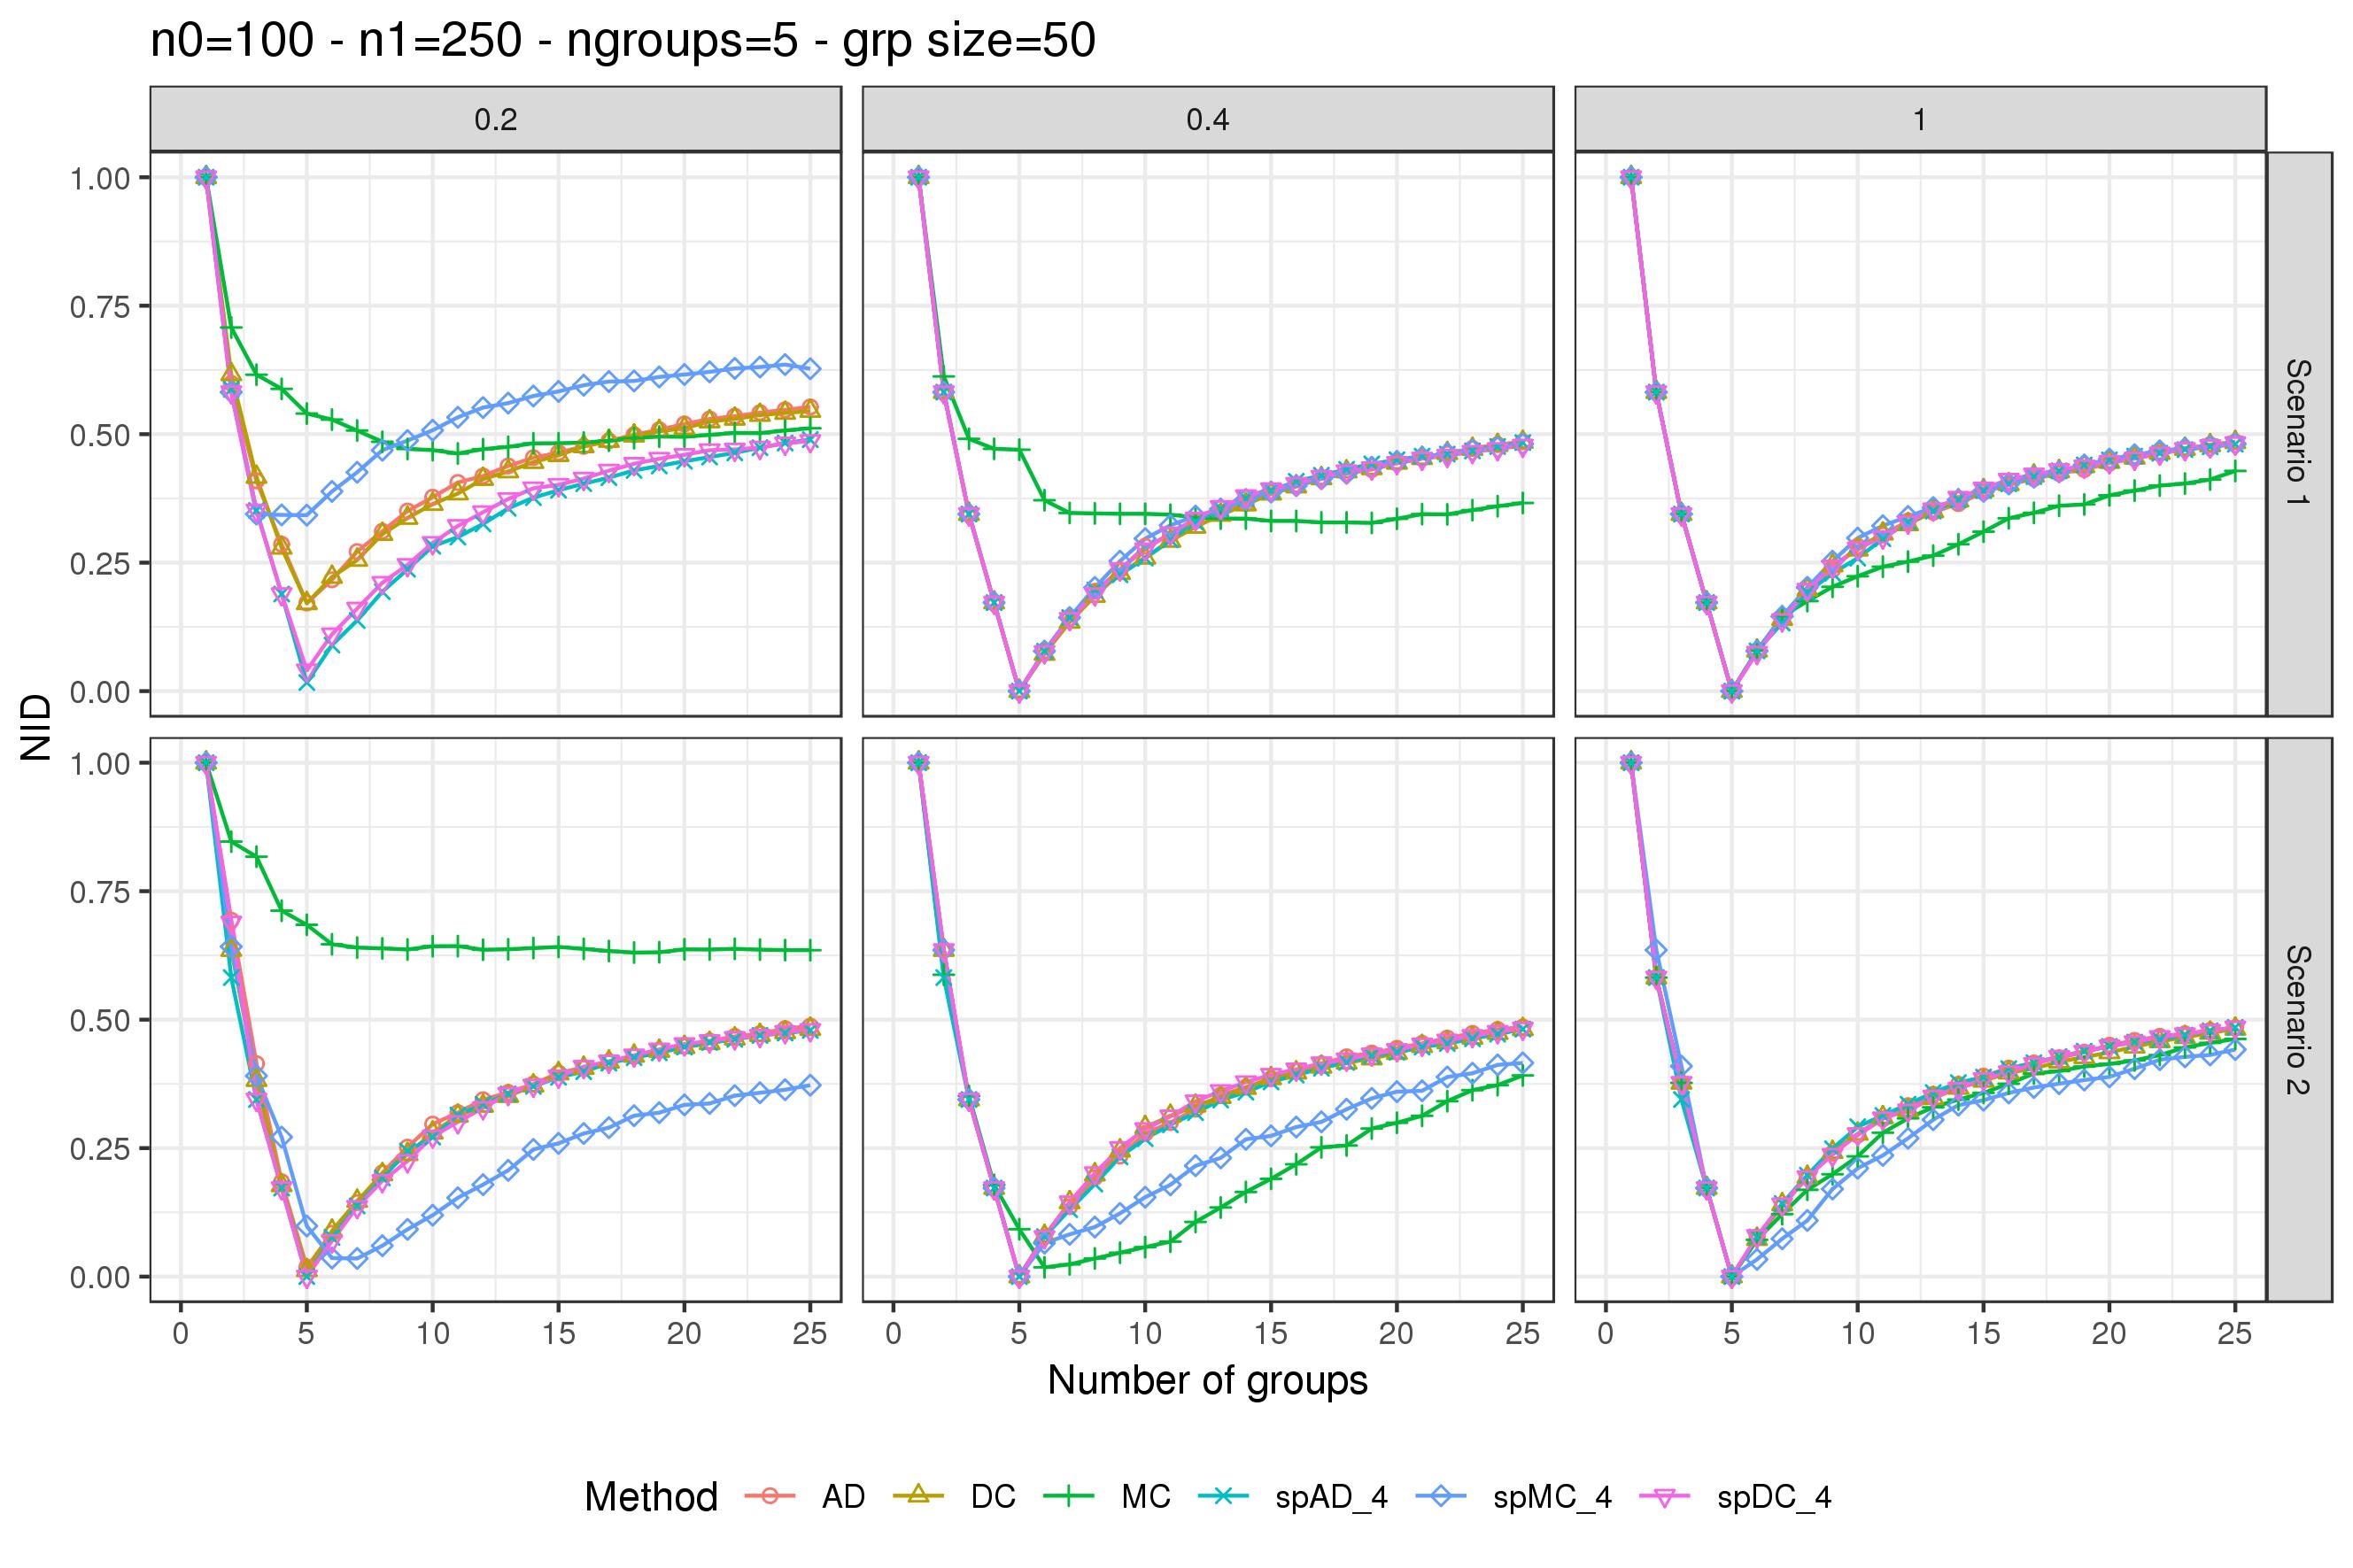 n0=100 - n1=250 - ngroups=5 - grp size=50
0.2 0.4 1
1.00
0.75
0.50
0.25
0.00
Scenario 1
NID
1.00
0.75
0.50
0.25
0.00
Scenario 2
0 5 10 15 20 25 0 5 10 15 20 25 0 5 10 15 20 25
Number of groups
Method AD DC MC spAD_4 spMC_4 spDC_4